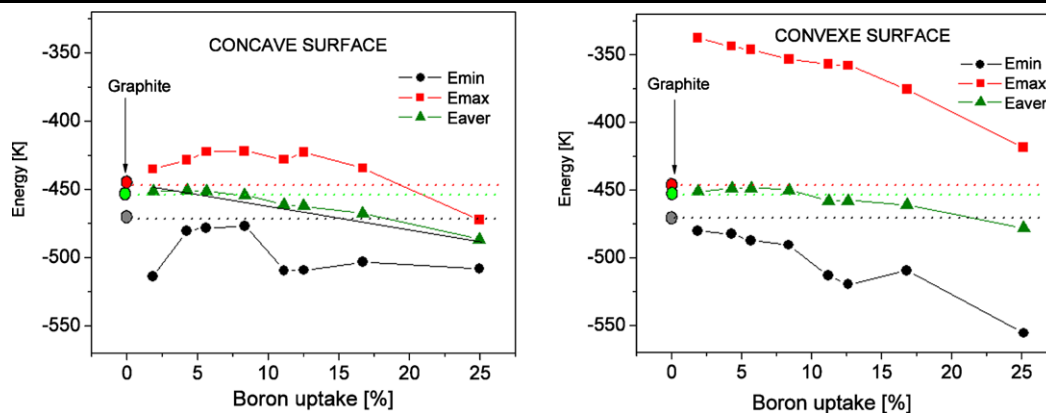 CONCAVE SURFACE
Graphite
Emin
Emax
Eaver
Energy [K]
-350
-400
-450
-500
-550
0 5 10 15 20 25
Boron uptake [%]
CONVEXE SURFACE
Graphite
Emin
Emax
Eaver
Energy [K]
-350
-400
-450
-500
-550
0 5 10 15 20 25
Boron uptake [%]